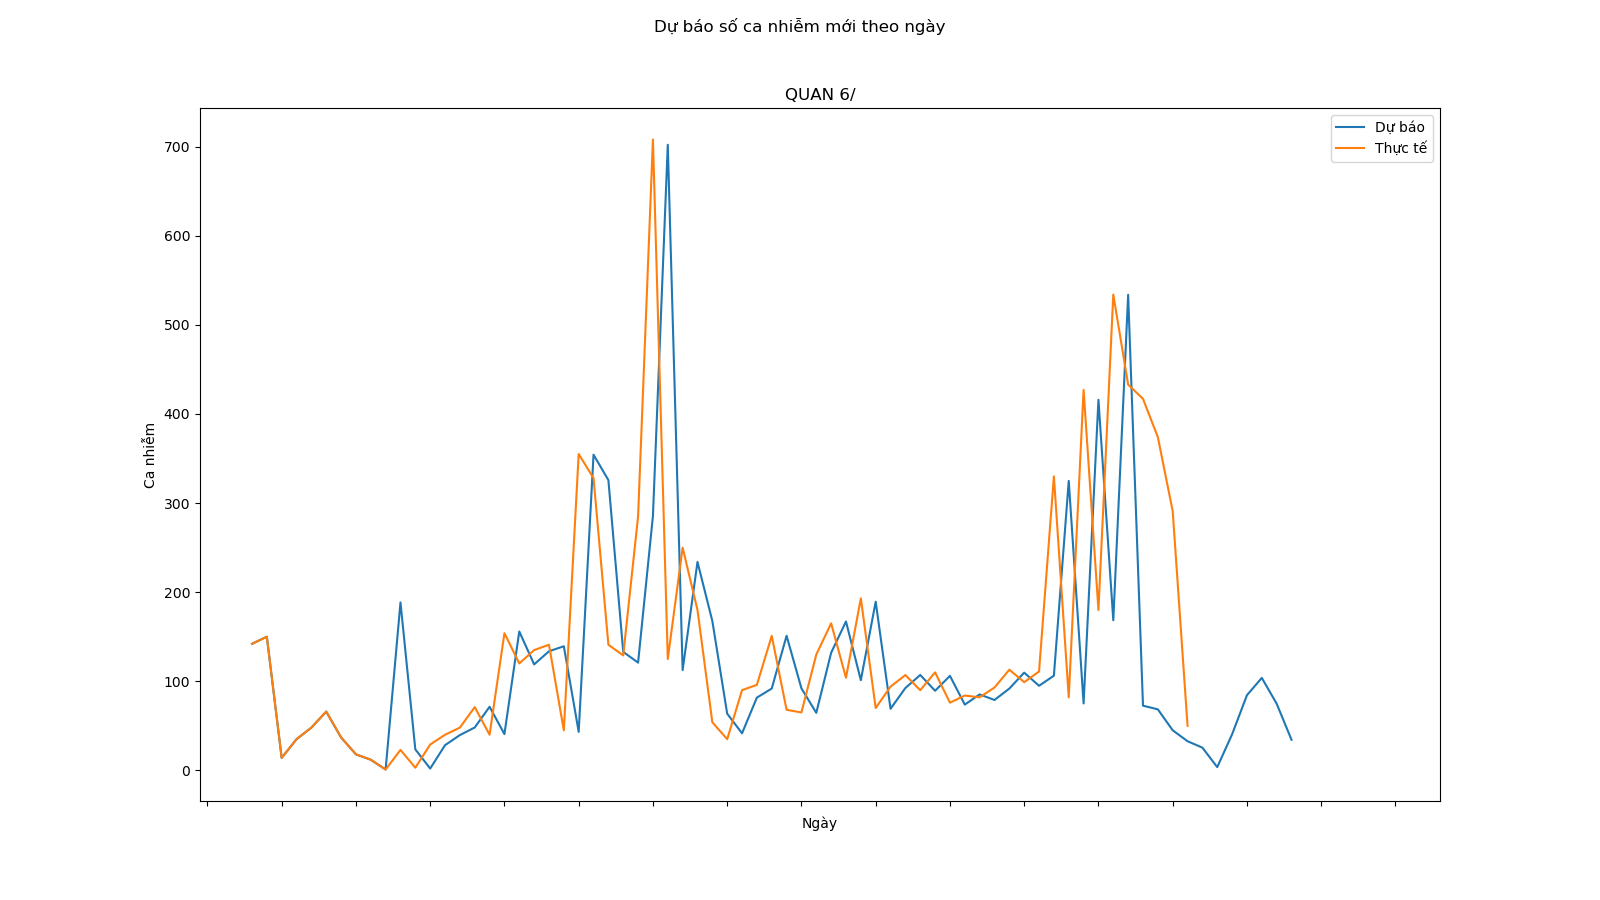 Dự báo số ca nhiễm mới theo ngày
QUAN 6/
Dự báo
Thực tế
700
600
500
400
300
200
100
0
Ca nhiễm
Ngày